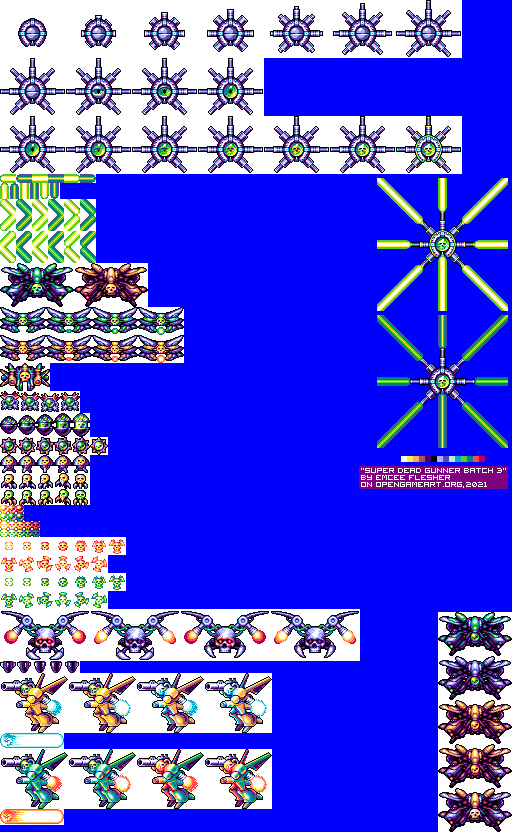 "SUPER DEAD GUNNER BATCH 3"
BY EMCEE FLESHER
ON OPENGAMEART.ORG,2021